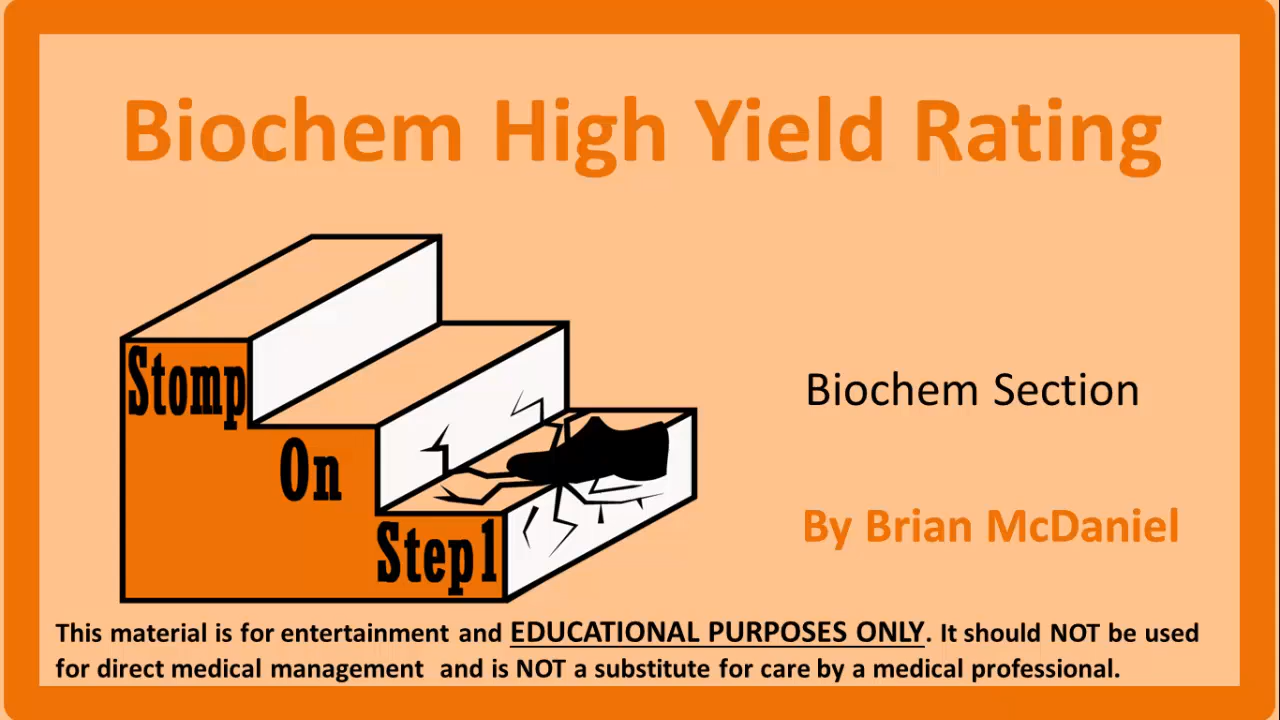 Biochem High Yield Rating
Stomp
On
Step1
Biochem Section
By Brian McDaniel
This material is for entertainment and EDUCATIONAL PURPOSES ONLY. It should NOT be used
for direct medical management and is NOT a substitute for care by a medical professional.